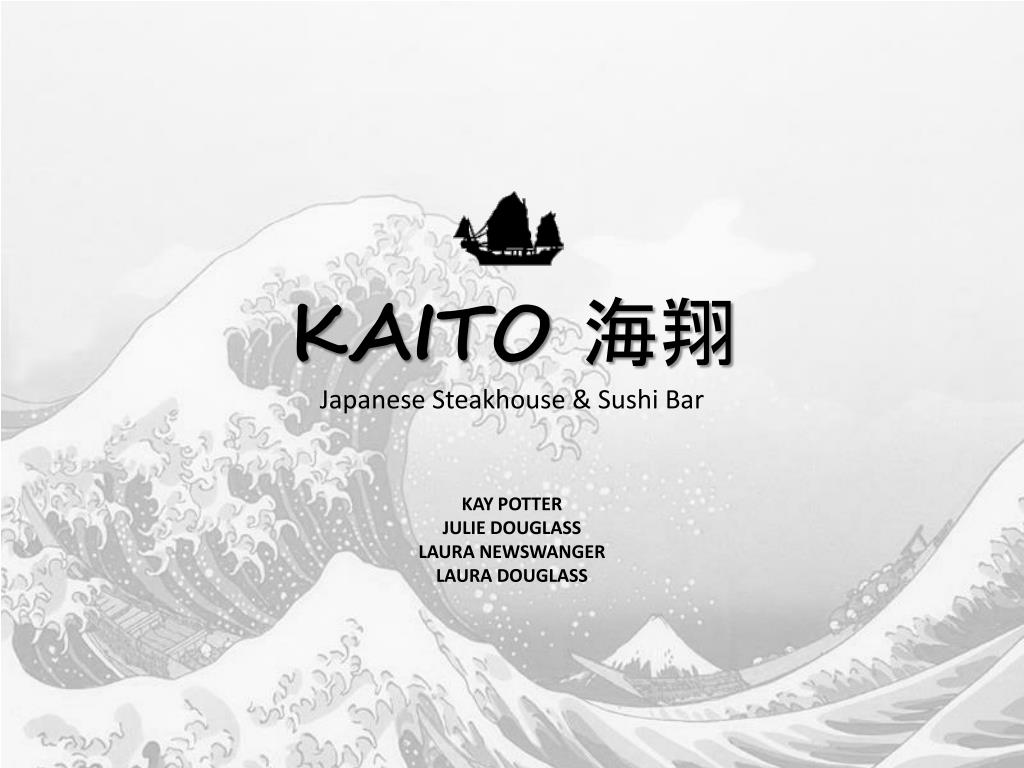 KAITO 海翔
Japanese Steakhouse & Sushi Bar
KAY POTTER
JULIE DOUGLASS
LAURA NEWSWANGER
LAURA DOUGLASS